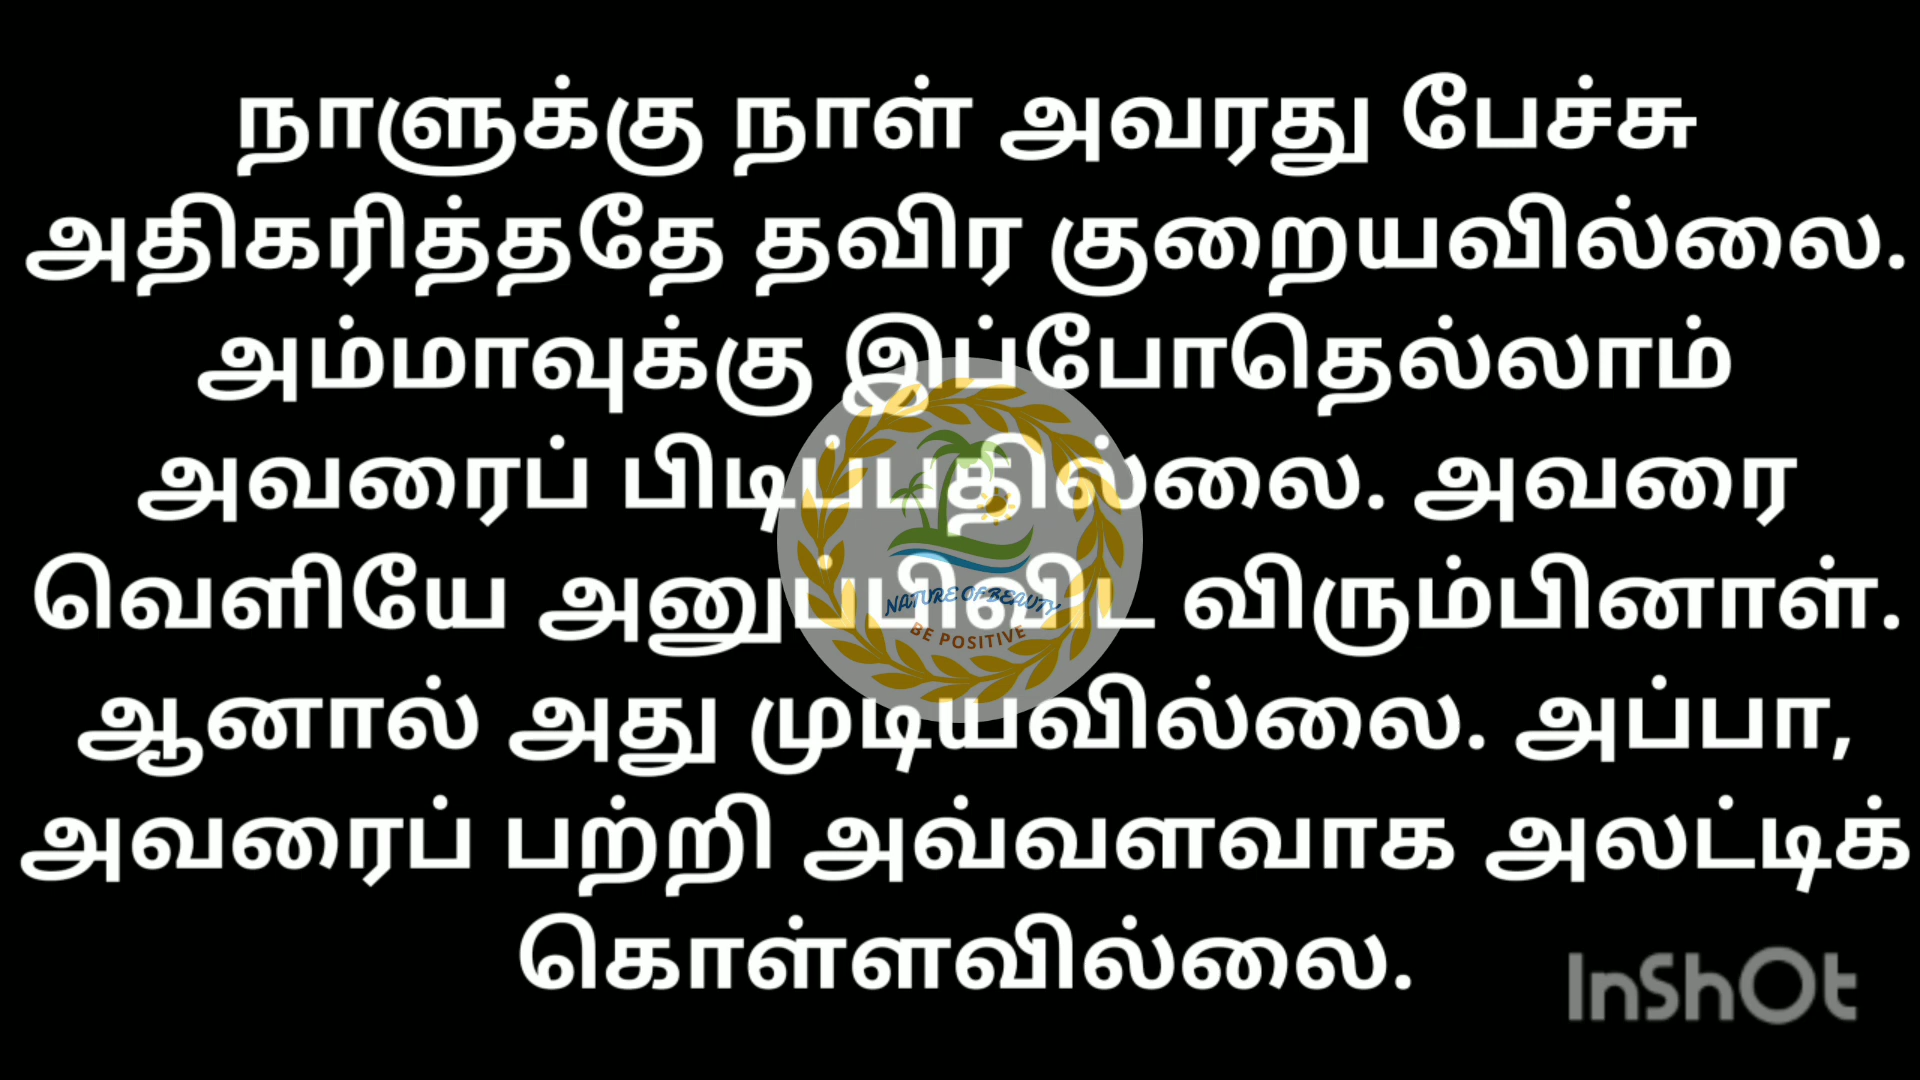 நாளுக்கு நாள் அவரது பேச்சு
அதிகரித்ததே தவிர குறையவில்லை.
அம்மாவுக்கு இப்போதெல்லாம்
அவரைப் பிடிப்பதில்லை. அவரை
வெளியே அனுப்பிவிட விரும்பினாள்.
ஆனால் அது முடியவில்லை. அப்பா,
அவரைப் பற்றி அவ்வளவாக அலட்டிக்
கொள்ளவில்லை.
NATURE OF BEAUTY
BE POSITIVE
InShOt